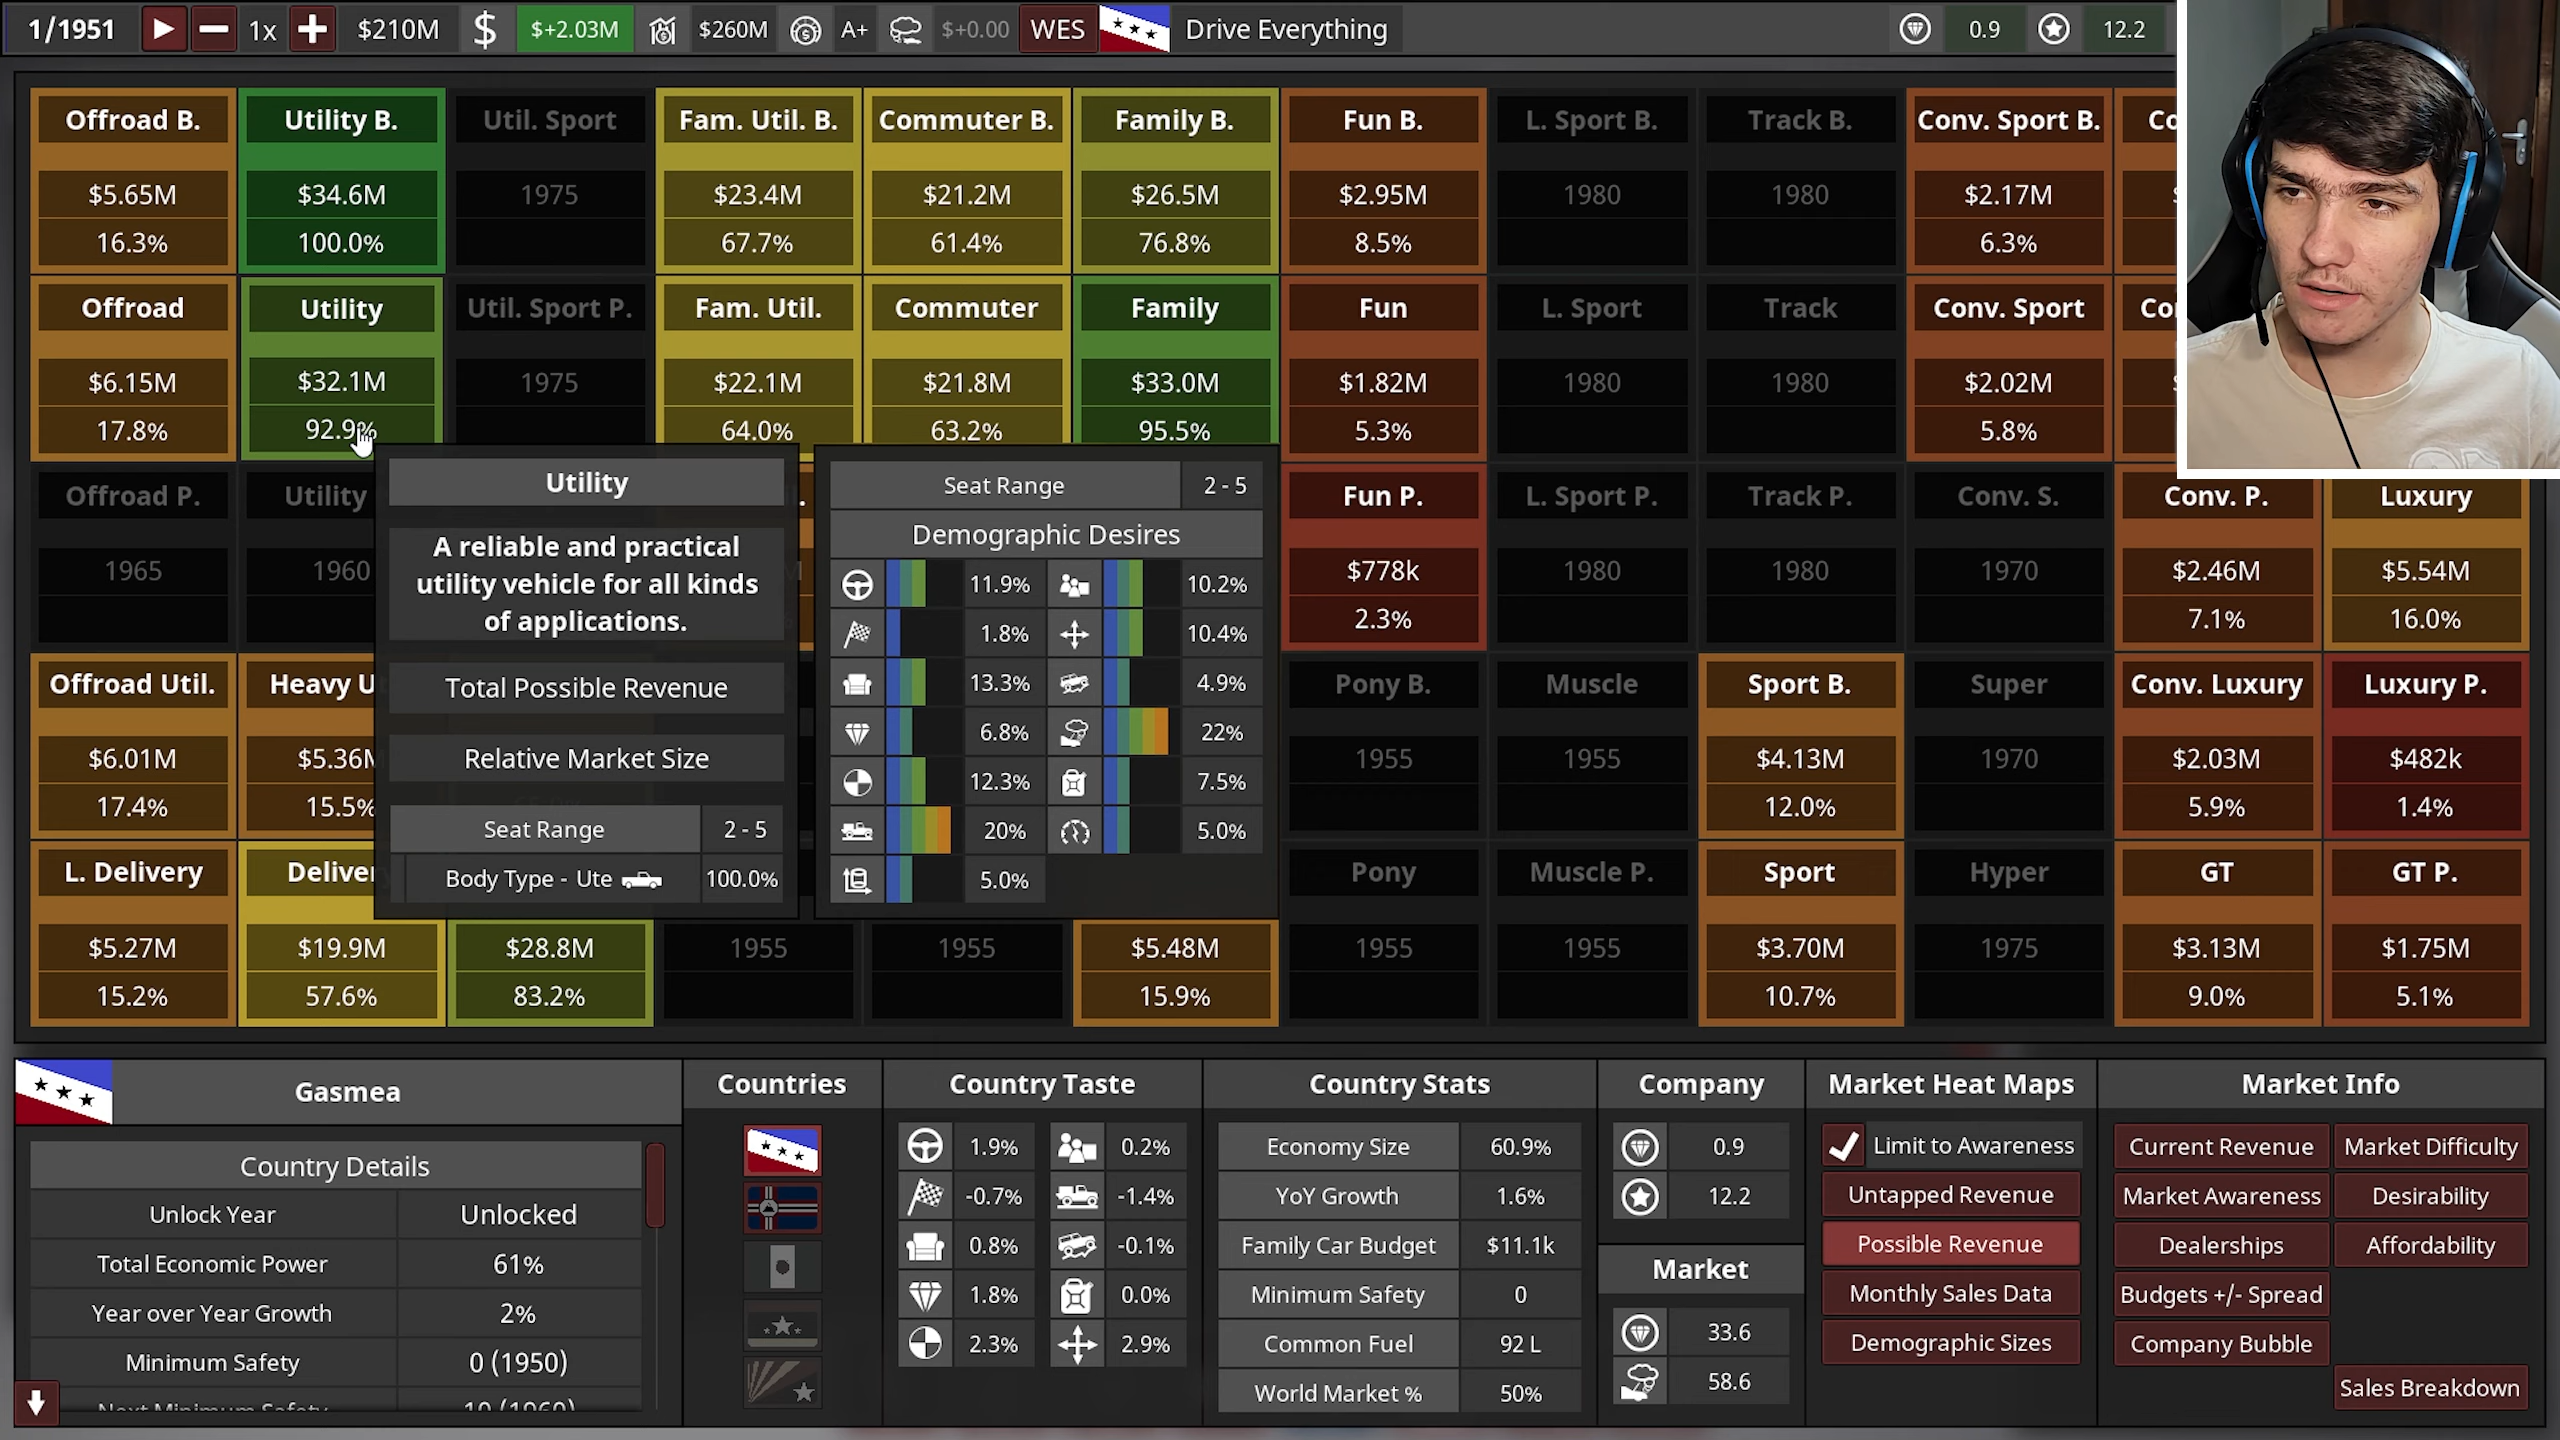 1/1951 1x $210M $+2.03M $260M A+ $+0.00 WES Drive Everything 0.9 12.2
Offroad B. Utility B. Util. Sport Fam. Util. B. Commuter B. Family B. Fun B. L. Sport B. Track B. Conv. Sport B. Co
$5.65M $34.6M 1975 $23.4M $21.2M $26.5M $2.95M 1980 1980 $2.17M
16.3% 100.0% 67.7% 61.4% 76.8% 8.5% 6.3%
Offroad Utility Util. Sport P. Fam. Util. Commuter Family Fun L. Sport Track Conv. Sport
$6.15M $32.1M 1975 $22.1M $21.8M $33.0M $1.82M 1980 1980 $2.02M
17.8% 92.9% 64.0% 63.2% 95.5% 5.3% 5.8%
Offroad P. Utility Fun P. L. Sport P. Track P. Conv. S. Conv. P. Luxury
1965 1960 $778k 1980 1980 1970 $2.46M $5.54M
2.3% 7.1% 16.0%
Offroad Util. Heavy U Pony B. Muscle Sport B. Super Conv. Luxury Luxury P.
$6.01M $5.36M 1955 1955 $4.13M 1970 $2.03M $482k
17.4% 15.5% 12.0% 5.9% 1.4%
L. Delivery Deliver Pony Muscle P. Sport Hyper GT GT P.
$5.27M $19.9M $28.8M 1955 1955 $5.48M 1955 1955 $3.70M 1975 $3.13M $1.75M
15.2% 57.6% 83.2% 15.9% 10.7% 9.0% 5.1%
Utility
A reliable and practical
utility vehicle for all kinds
of applications.
Total Possible Revenue
Relative Market Size
Seat Range 2 - 5
Body Type - Ute 100.0%
Seat Range 2 - 5
Demographic Desires
11.9% 10.2%
1.8% 10.4%
13.3% 4.9%
6.8% 22%
12.3% 7.5%
20% 5.0%
5.0%
Gasmea
Country Details
Unlock Year Unlocked
Total Economic Power 61%
Year over Year Growth 2%
Minimum Safety 0 (1950)
Next Minimum Safety 10 (1960)
Countries
Country Taste
1.9% 0.2%
-0.7% -1.4%
0.8% -0.1%
1.8% 0.0%
2.3% 2.9%
Country Stats
Economy Size 60.9%
YoY Growth 1.6%
Family Car Budget $11.1k
Minimum Safety 0
Common Fuel 92 L
World Market % 50%
Company
0.9
12.2
Market
33.6
58.6
Market Heat Maps
Limit to Awareness
Untapped Revenue
Possible Revenue
Monthly Sales Data
Demographic Sizes
Market Info
Current Revenue Market Difficulty
Market Awareness Desirability
Dealerships Affordability
Budgets +/- Spread
Company Bubble
Sales Breakdown